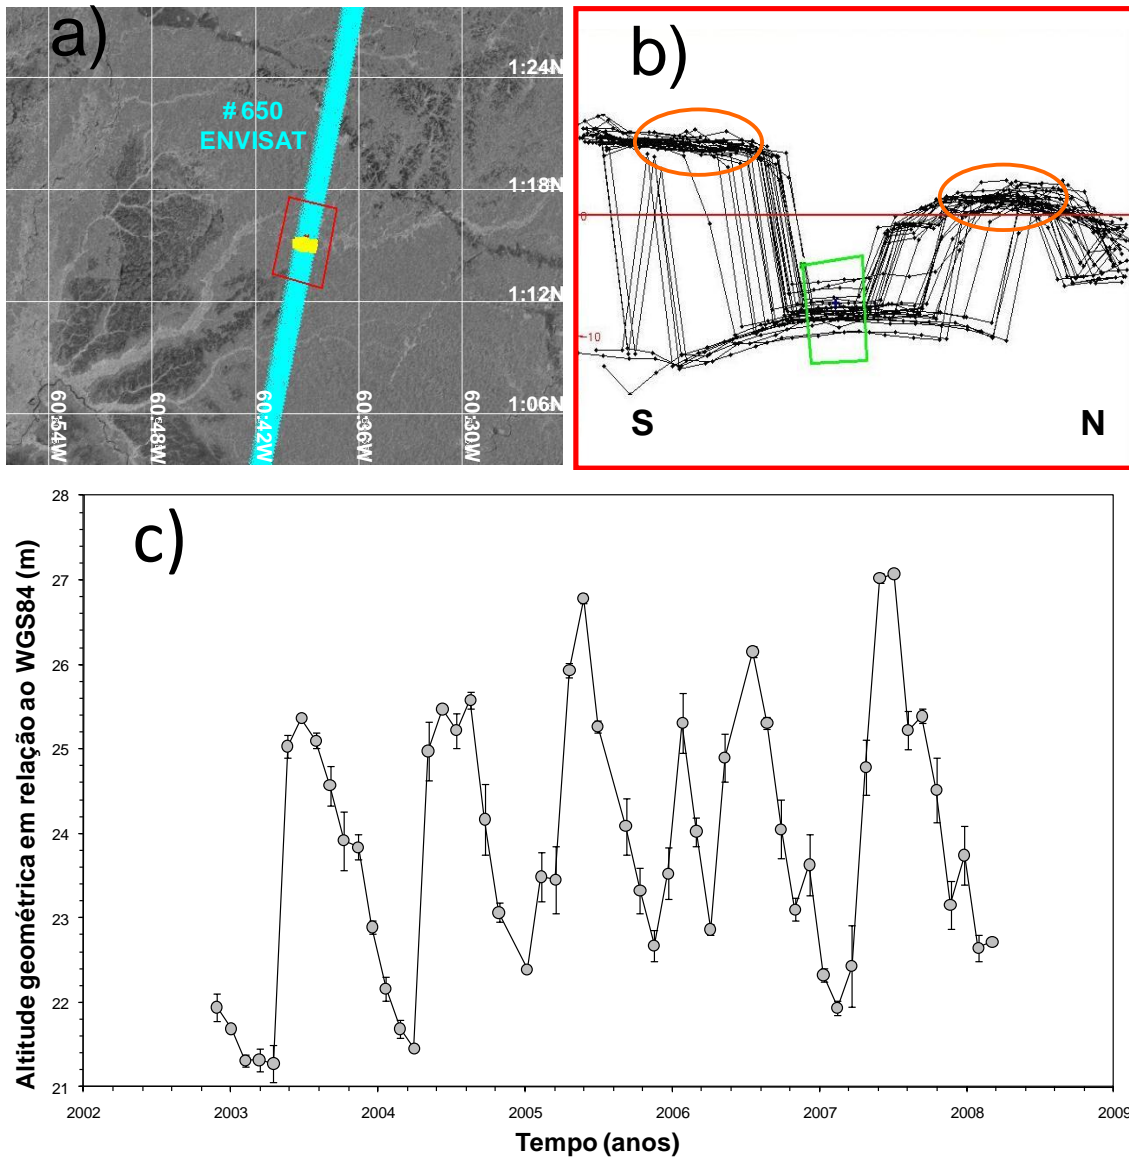 a)
# 650
ENVISAT
1:24N
1:18N
1:12N
1:06N
60:54W
60:48W
60:42W
60:36W
60:30W
b)
0
-10
S
N
c)
Altitude geométrica em relação ao WGS84 (m)
28
27
26
25
24
23
22
21
2002
2003
2004
2005
2006
2007
2008
2009
Tempo (anos)